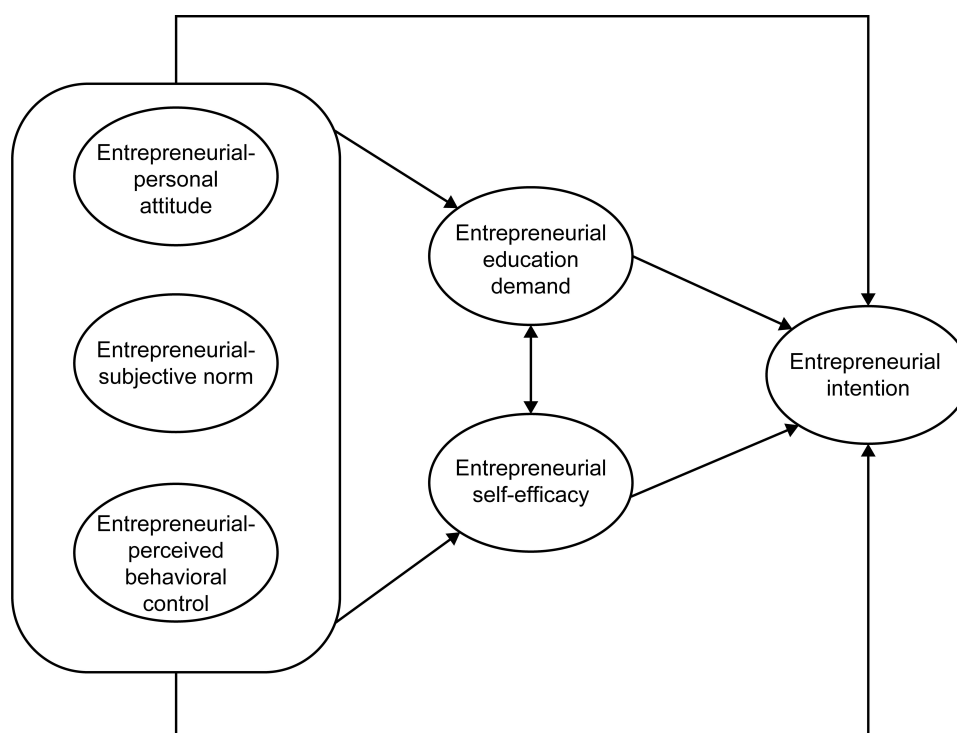 Entrepreneurial-
personal
attitude
Entrepreneurial-
subjective norm
Entrepreneurial-
perceived
behavioral
control
Entrepreneurial
education
demand
Entrepreneurial
self-efficacy
Entrepreneurial
intention